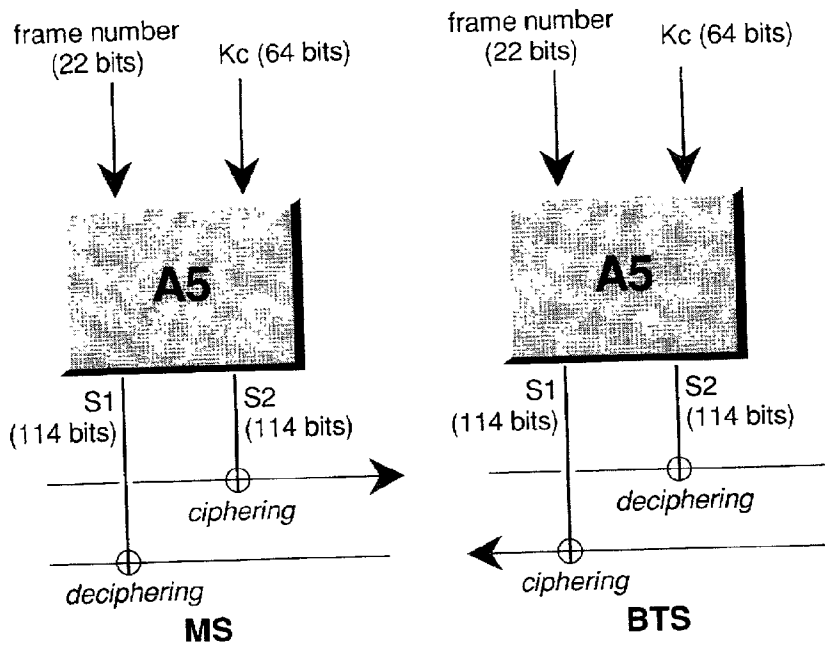 frame number
(22 bits)
Kc (64 bits)
A5
S1
(114 bits)
S2
(114 bits)
ciphering
deciphering
MS
frame number
(22 bits)
Kc (64 bits)
A5
S1
(114 bits)
S2
(114 bits)
deciphering
ciphering
BTS